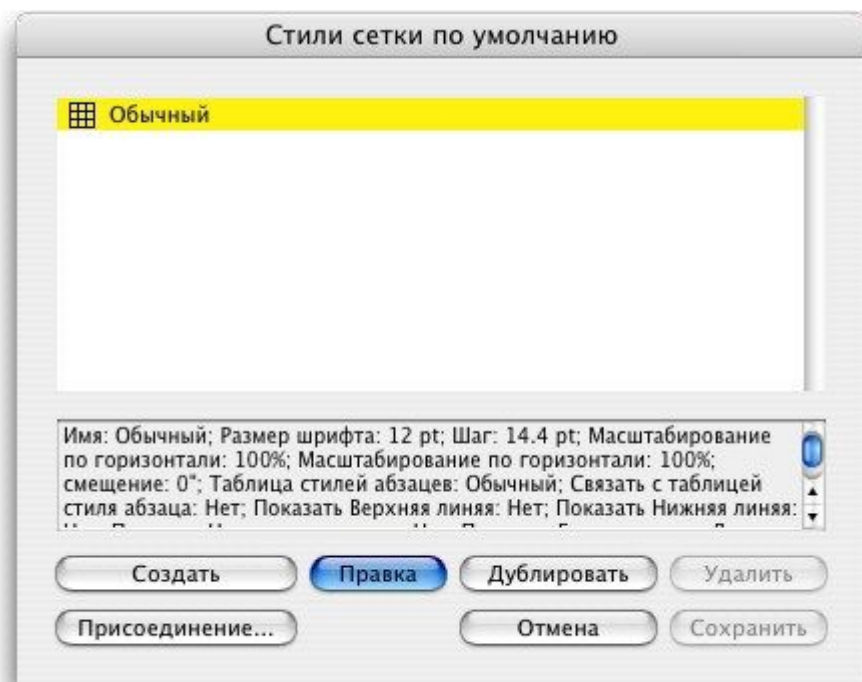 Стили сетки по умолчанию
Обычный
Имя: Обычный; Размер шрифта: 12 pt; Шаг: 14.4 pt; Масштабирование
по горизонтали: 100%; Масштабирование по горизонтали: 100%;
смещение: 0"; Таблица стилей абзацев: Обычный; Связать с таблицей
стиля абзаца: Нет; Показать Верхняя линия: Нет; Показать Нижняя линия:
Создать
Правка
Дублировать
Удалить
Присоединение...
Отмена
Сохранить